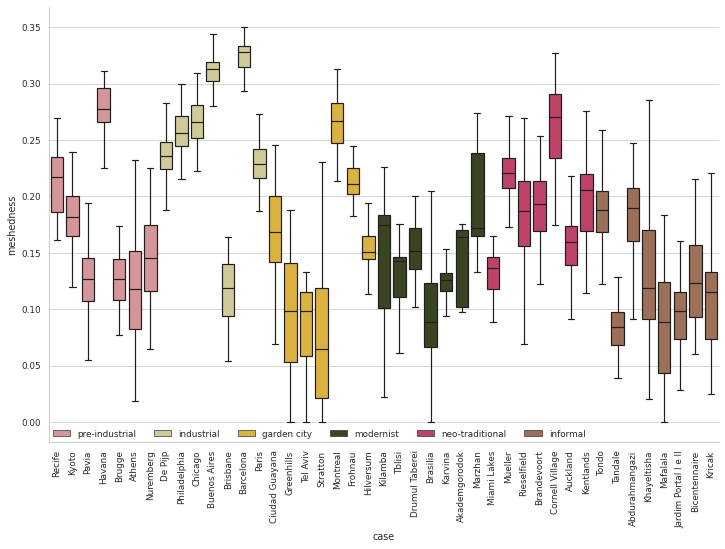 0.35
0.30
0.25
0.20
0.15
0.10
0.05
0.00
meshedness
pre-industrial industrial garden city modernist neo-traditional informal
Recife
Kyoto
Pavia
Havana
Brugge
Athens
Nuremberg
De Pijp
Philadelphia
Chicago
Buenos Aires
Brisbane
Barcelona
Paris
Ciudad Guayana
Greenhills
Tel Aviv
Stratton
Montreal
Frohnau
Hilversum
Kilamba
Tblisi
Drumul Taberei
Brasilia
Karvina
Akademgorodok
Marzhan
Miami Lakes
Mueller
Rieselfield
Brandevoort
Cornell Village
Auckland
Kentlands
Tondo
Tandale
Abdurahmangazi
Khayeltisha
Mafalala
Jardim Portal I e II
Bicentennaire
Kricak
case